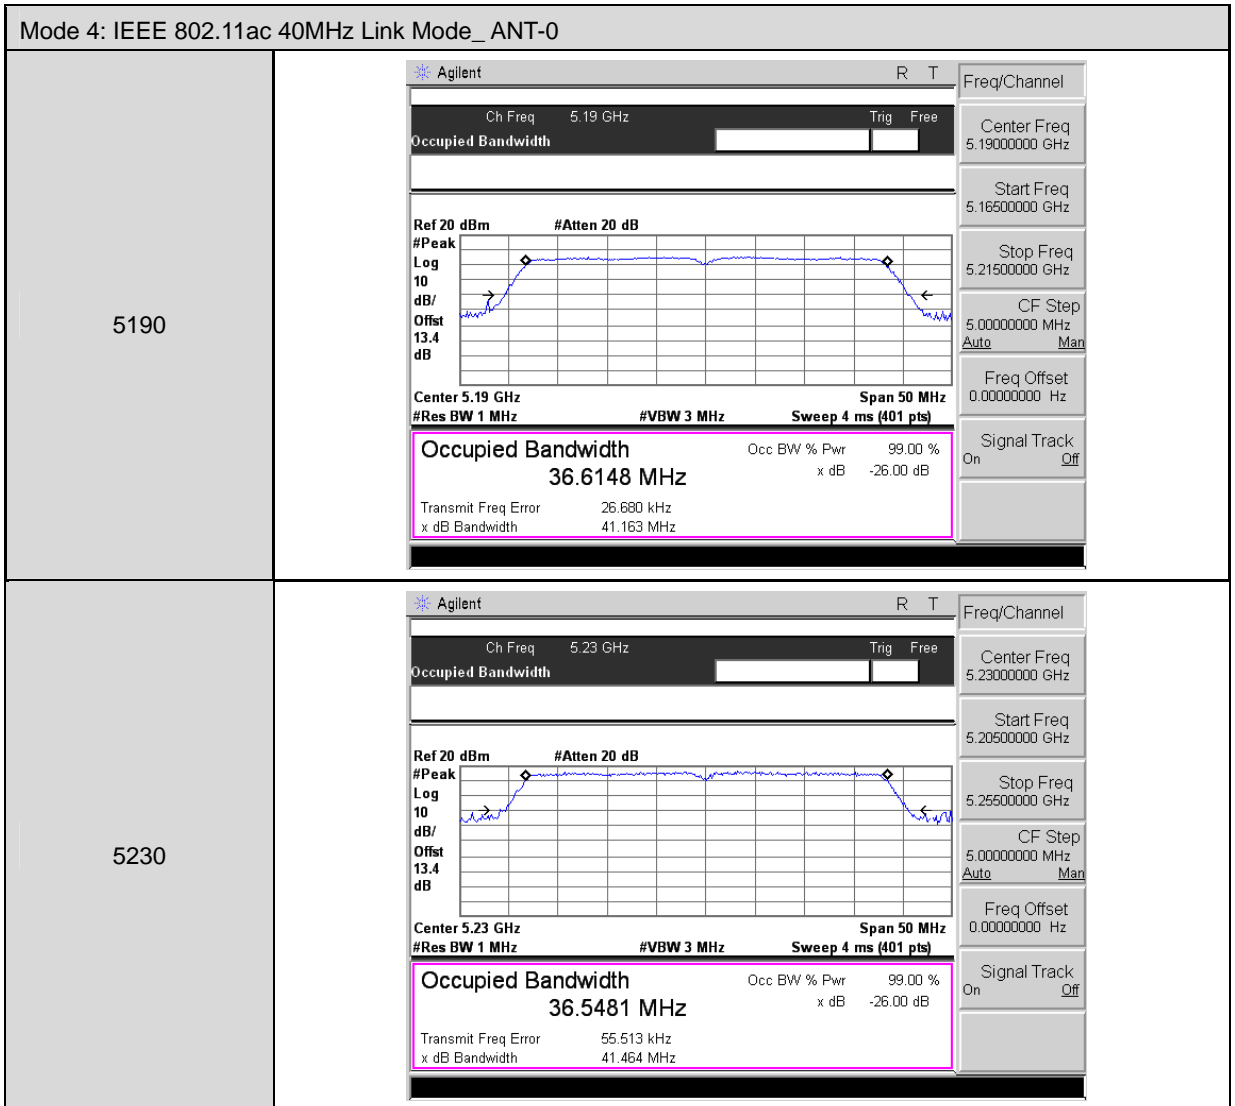 Mode 4: IEEE 802.11ac 40MHz Link Mode_ ANT-0
5190
Agilent R T
Ch Freq 5.19 GHz Trig Free
Occupied Bandwidth
Ref 20 dBm #Atten 20 dB
#Peak
Log
10
dB/
Offst
13.4
dB
Center 5.19 GHz Span 50 MHz
#Res BW 1 MHz #VBW 3 MHz Sweep 4 ms (401 pts)
Occupied Bandwidth Occ BW % Pwr 99.00 %
36.6148 MHz x dB -26.00 dB
Transmit Freq Error 26.680 kHz
x dB Bandwidth 41.163 MHz
Freq/Channel
Center Freq
5.19000000 GHz
Start Freq
5.16500000 GHz
Stop Freq
5.21500000 GHz
CF Step
5.00000000 MHz
Auto Man
Freq Offset
0.00000000 Hz
Signal Track
On Off
5230
Agilent R T
Ch Freq 5.23 GHz Trig Free
Occupied Bandwidth
Ref 20 dBm #Atten 20 dB
#Peak
Log
10
dB/
Offst
13.4
dB
Center 5.23 GHz Span 50 MHz
#Res BW 1 MHz #VBW 3 MHz Sweep 4 ms (401 pts)
Occupied Bandwidth Occ BW % Pwr 99.00 %
36.5481 MHz x dB -26.00 dB
Transmit Freq Error 55.513 kHz
x dB Bandwidth 41.464 MHz
Freq/Channel
Center Freq
5.23000000 GHz
Start Freq
5.20500000 GHz
Stop Freq
5.25500000 GHz
CF Step
5.00000000 MHz
Auto Man
Freq Offset
0.00000000 Hz
Signal Track
On Off